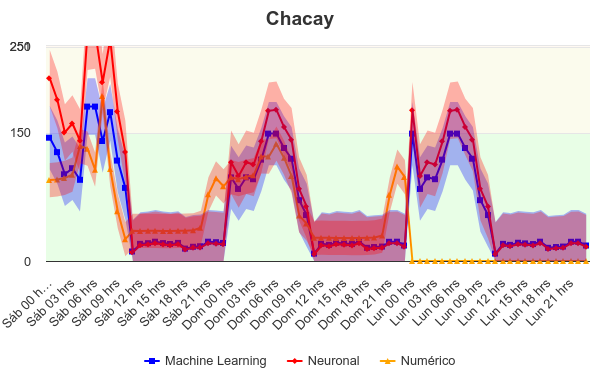 Chacay
250
150
0
Sáb 00 h...
Sáb 03 hrs
Sáb 06 hrs
Sáb 09 hrs
Sáb 12 hrs
Sáb 15 hrs
Sáb 18 hrs
Sáb 21 hrs
Dom 00 hrs
Dom 03 hrs
Dom 06 hrs
Dom 09 hrs
Dom 12 hrs
Dom 15 hrs
Dom 18 hrs
Dom 21 hrs
Lun 00 hrs
Lun 03 hrs
Lun 06 hrs
Lun 09 hrs
Lun 12 hrs
Lun 15 hrs
Lun 18 hrs
Lun 21 hrs
Machine Learning
Neuronal
Numérico